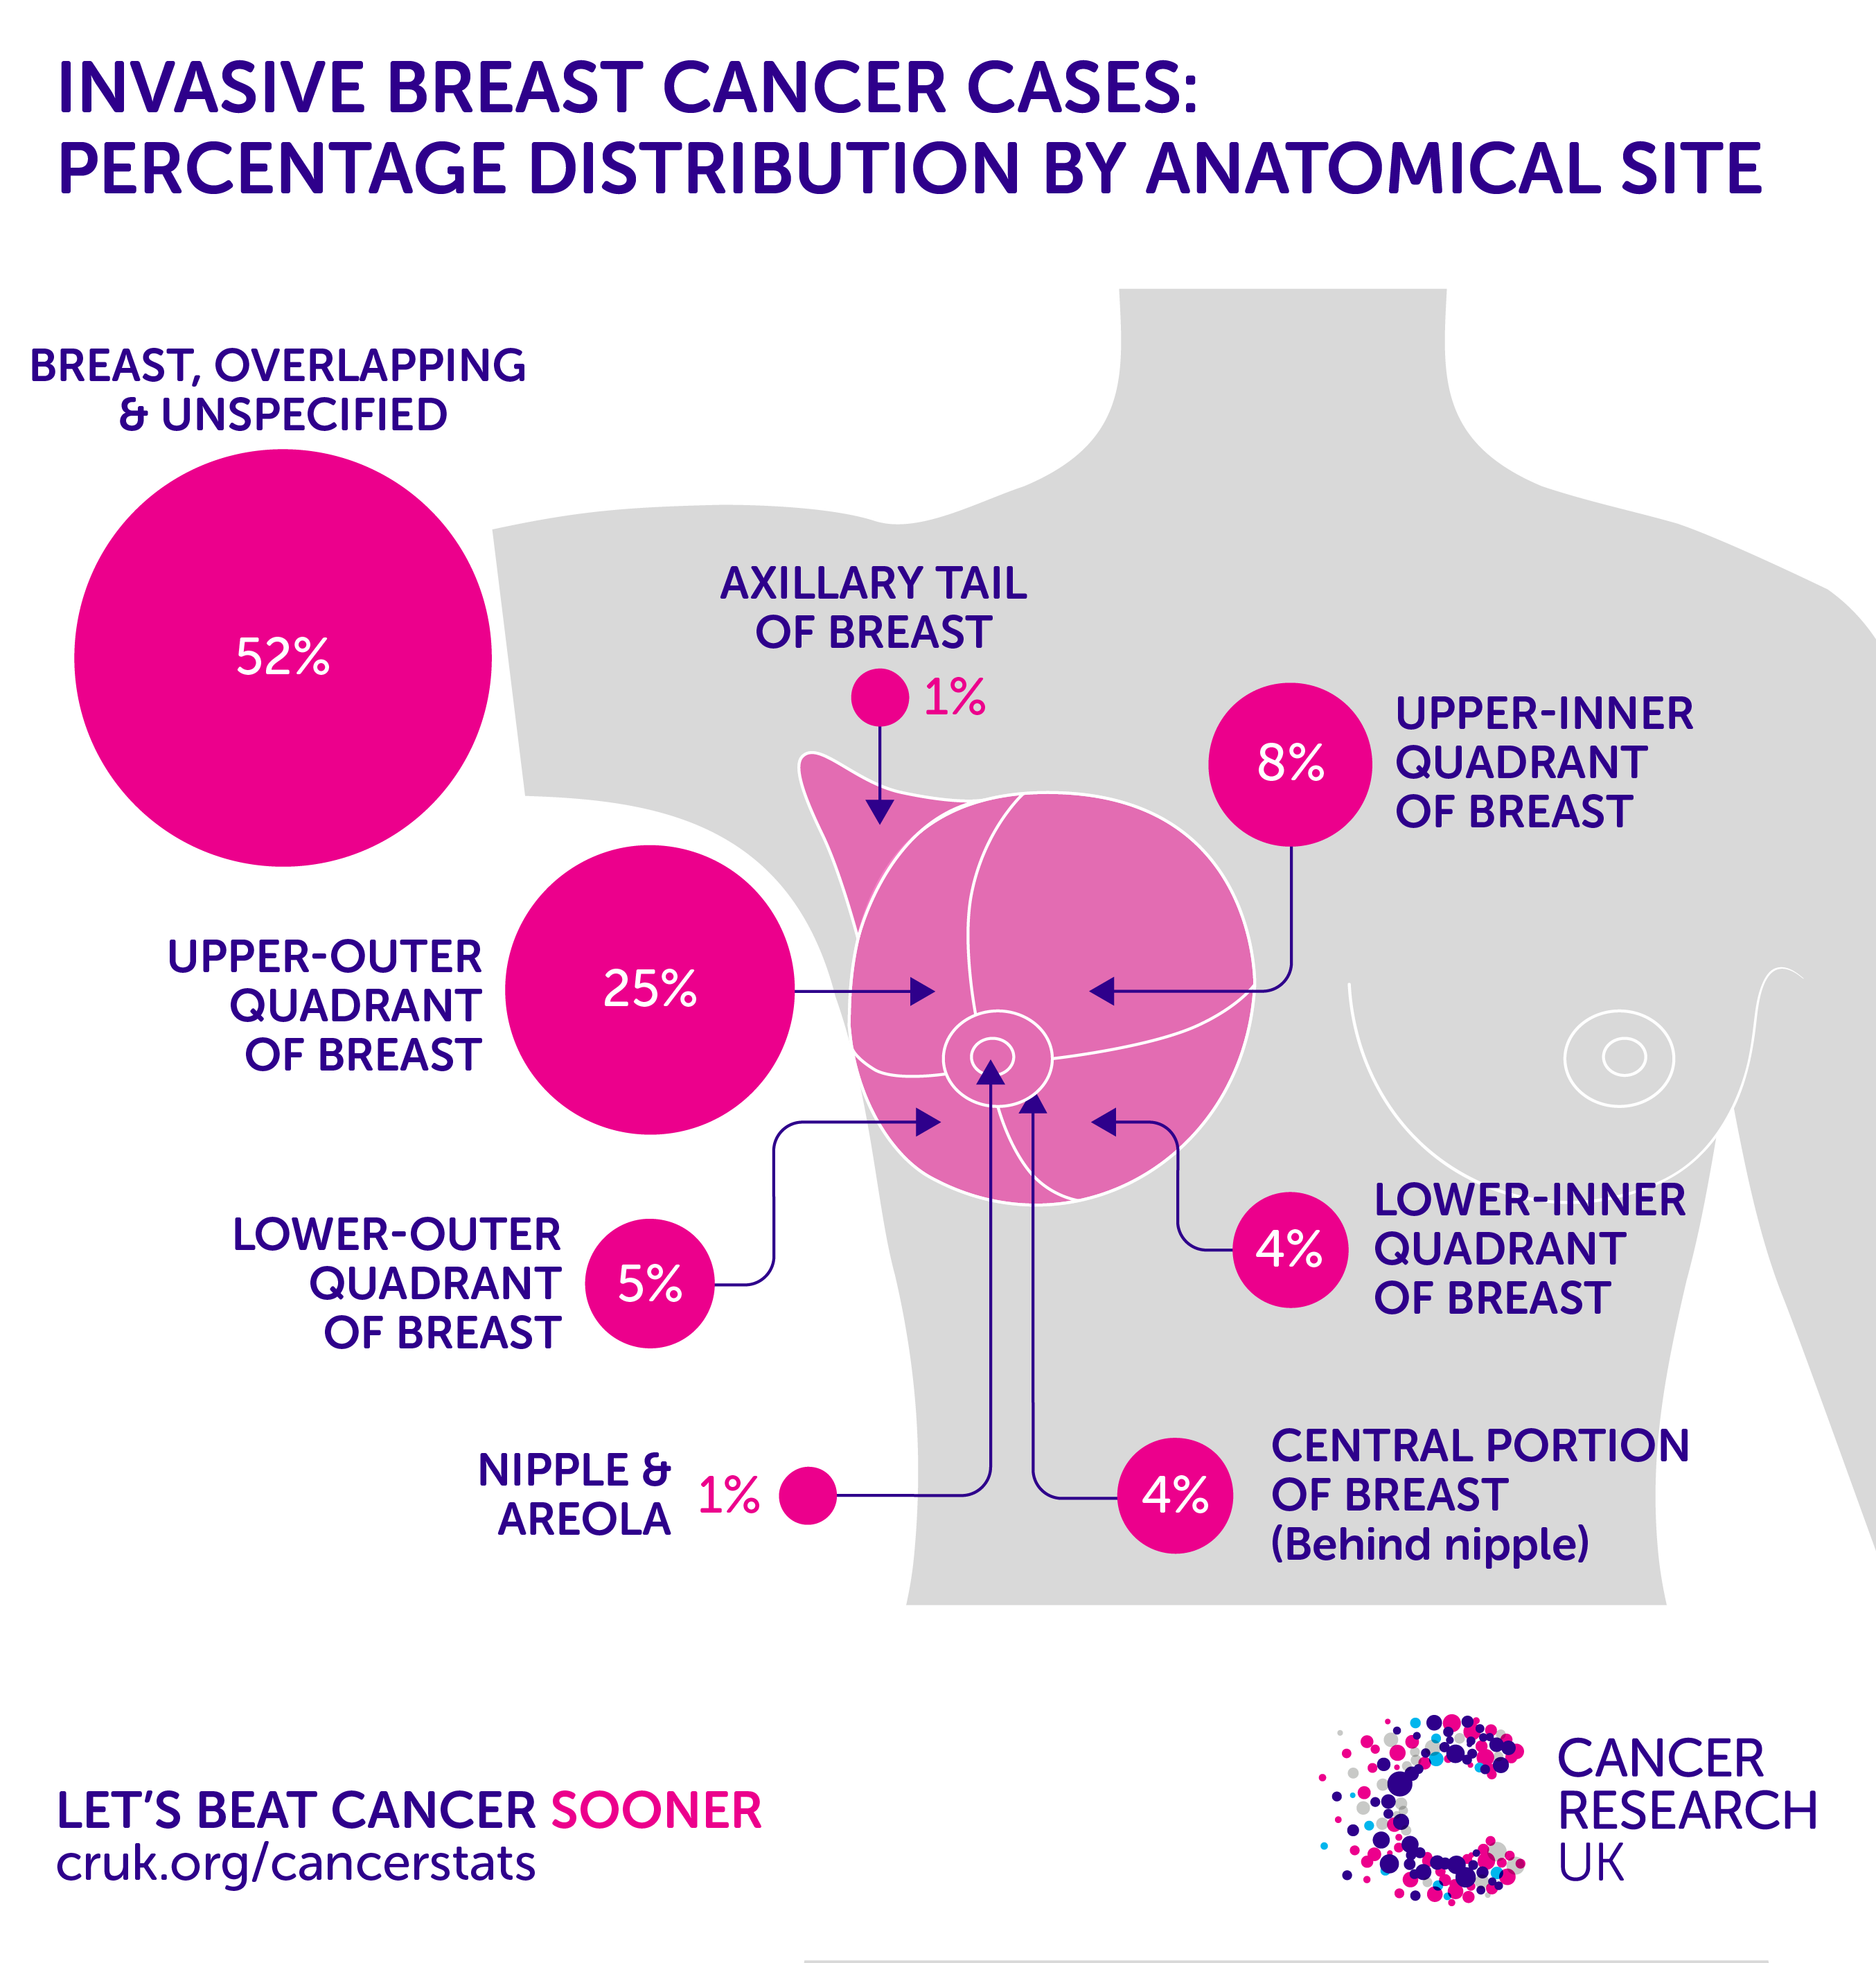 INVASIVE BREAST CANCER CASES:
PERCENTAGE DISTRIBUTION BY ANATOMICAL SITE
BREAST, OVERLAPPING
& UNSPECIFIED
52%
AXILLARY TAIL
OF BREAST
1%
8%
UPPER-INNER
QUADRANT
OF BREAST
UPPER-OUTER
QUADRANT
OF BREAST
25%
LOWER-OUTER
QUADRANT
OF BREAST
5%
4%
LOWER-INNER
QUADRANT
OF BREAST
NIPPLE &
AREOLA
1%
4%
CENTRAL PORTION
OF BREAST
(Behind nipple)
LET'S BEAT CANCER SOONER
cruk.org/cancerstats
CANCER
RESEARCH
UK